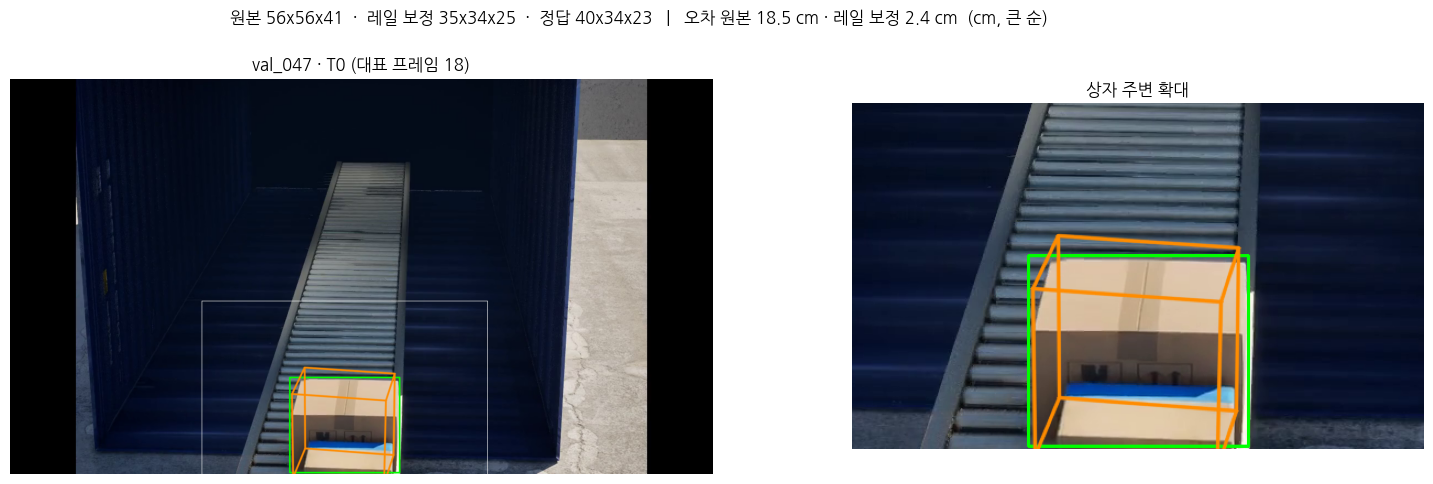 원본 56x56x41 · 레일 보정 35x34x25 · 정답 40x34x23 | 오차 원본 18.5 cm · 레일 보정 2.4 cm (cm, 큰 순)
val_047 · T0 (대표 프레임 18)
상자 주변 확대